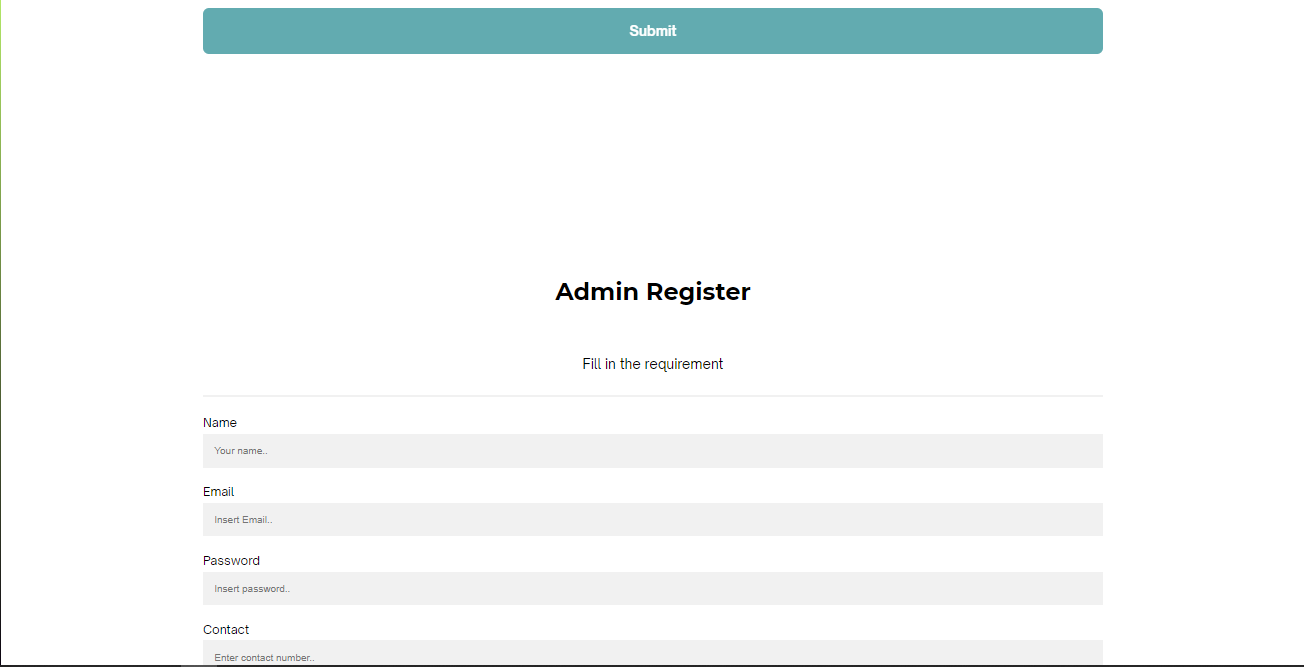 Submit
Admin Register
Fill in the requirement
Name
Your name..
Email
Insert Email..
Password
Insert password..
Contact
Enter contact number..